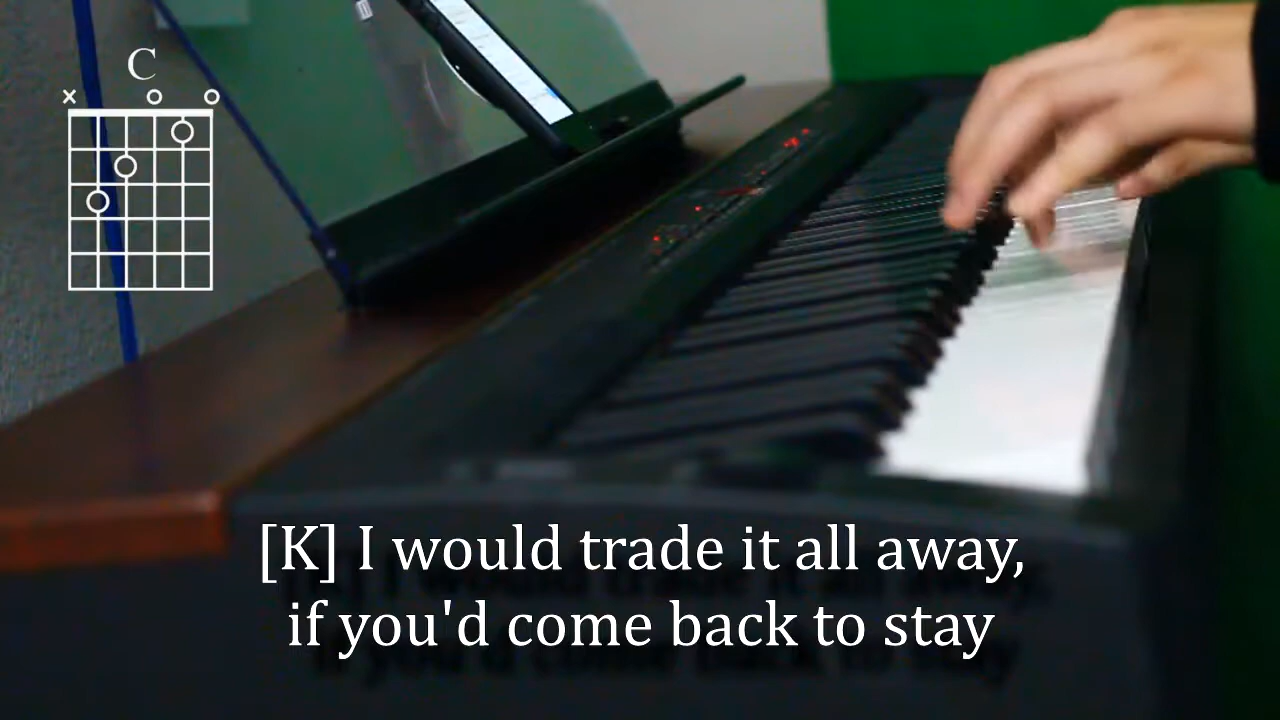 C
x o o
[K] I would trade it all away,
if you'd come back to stay